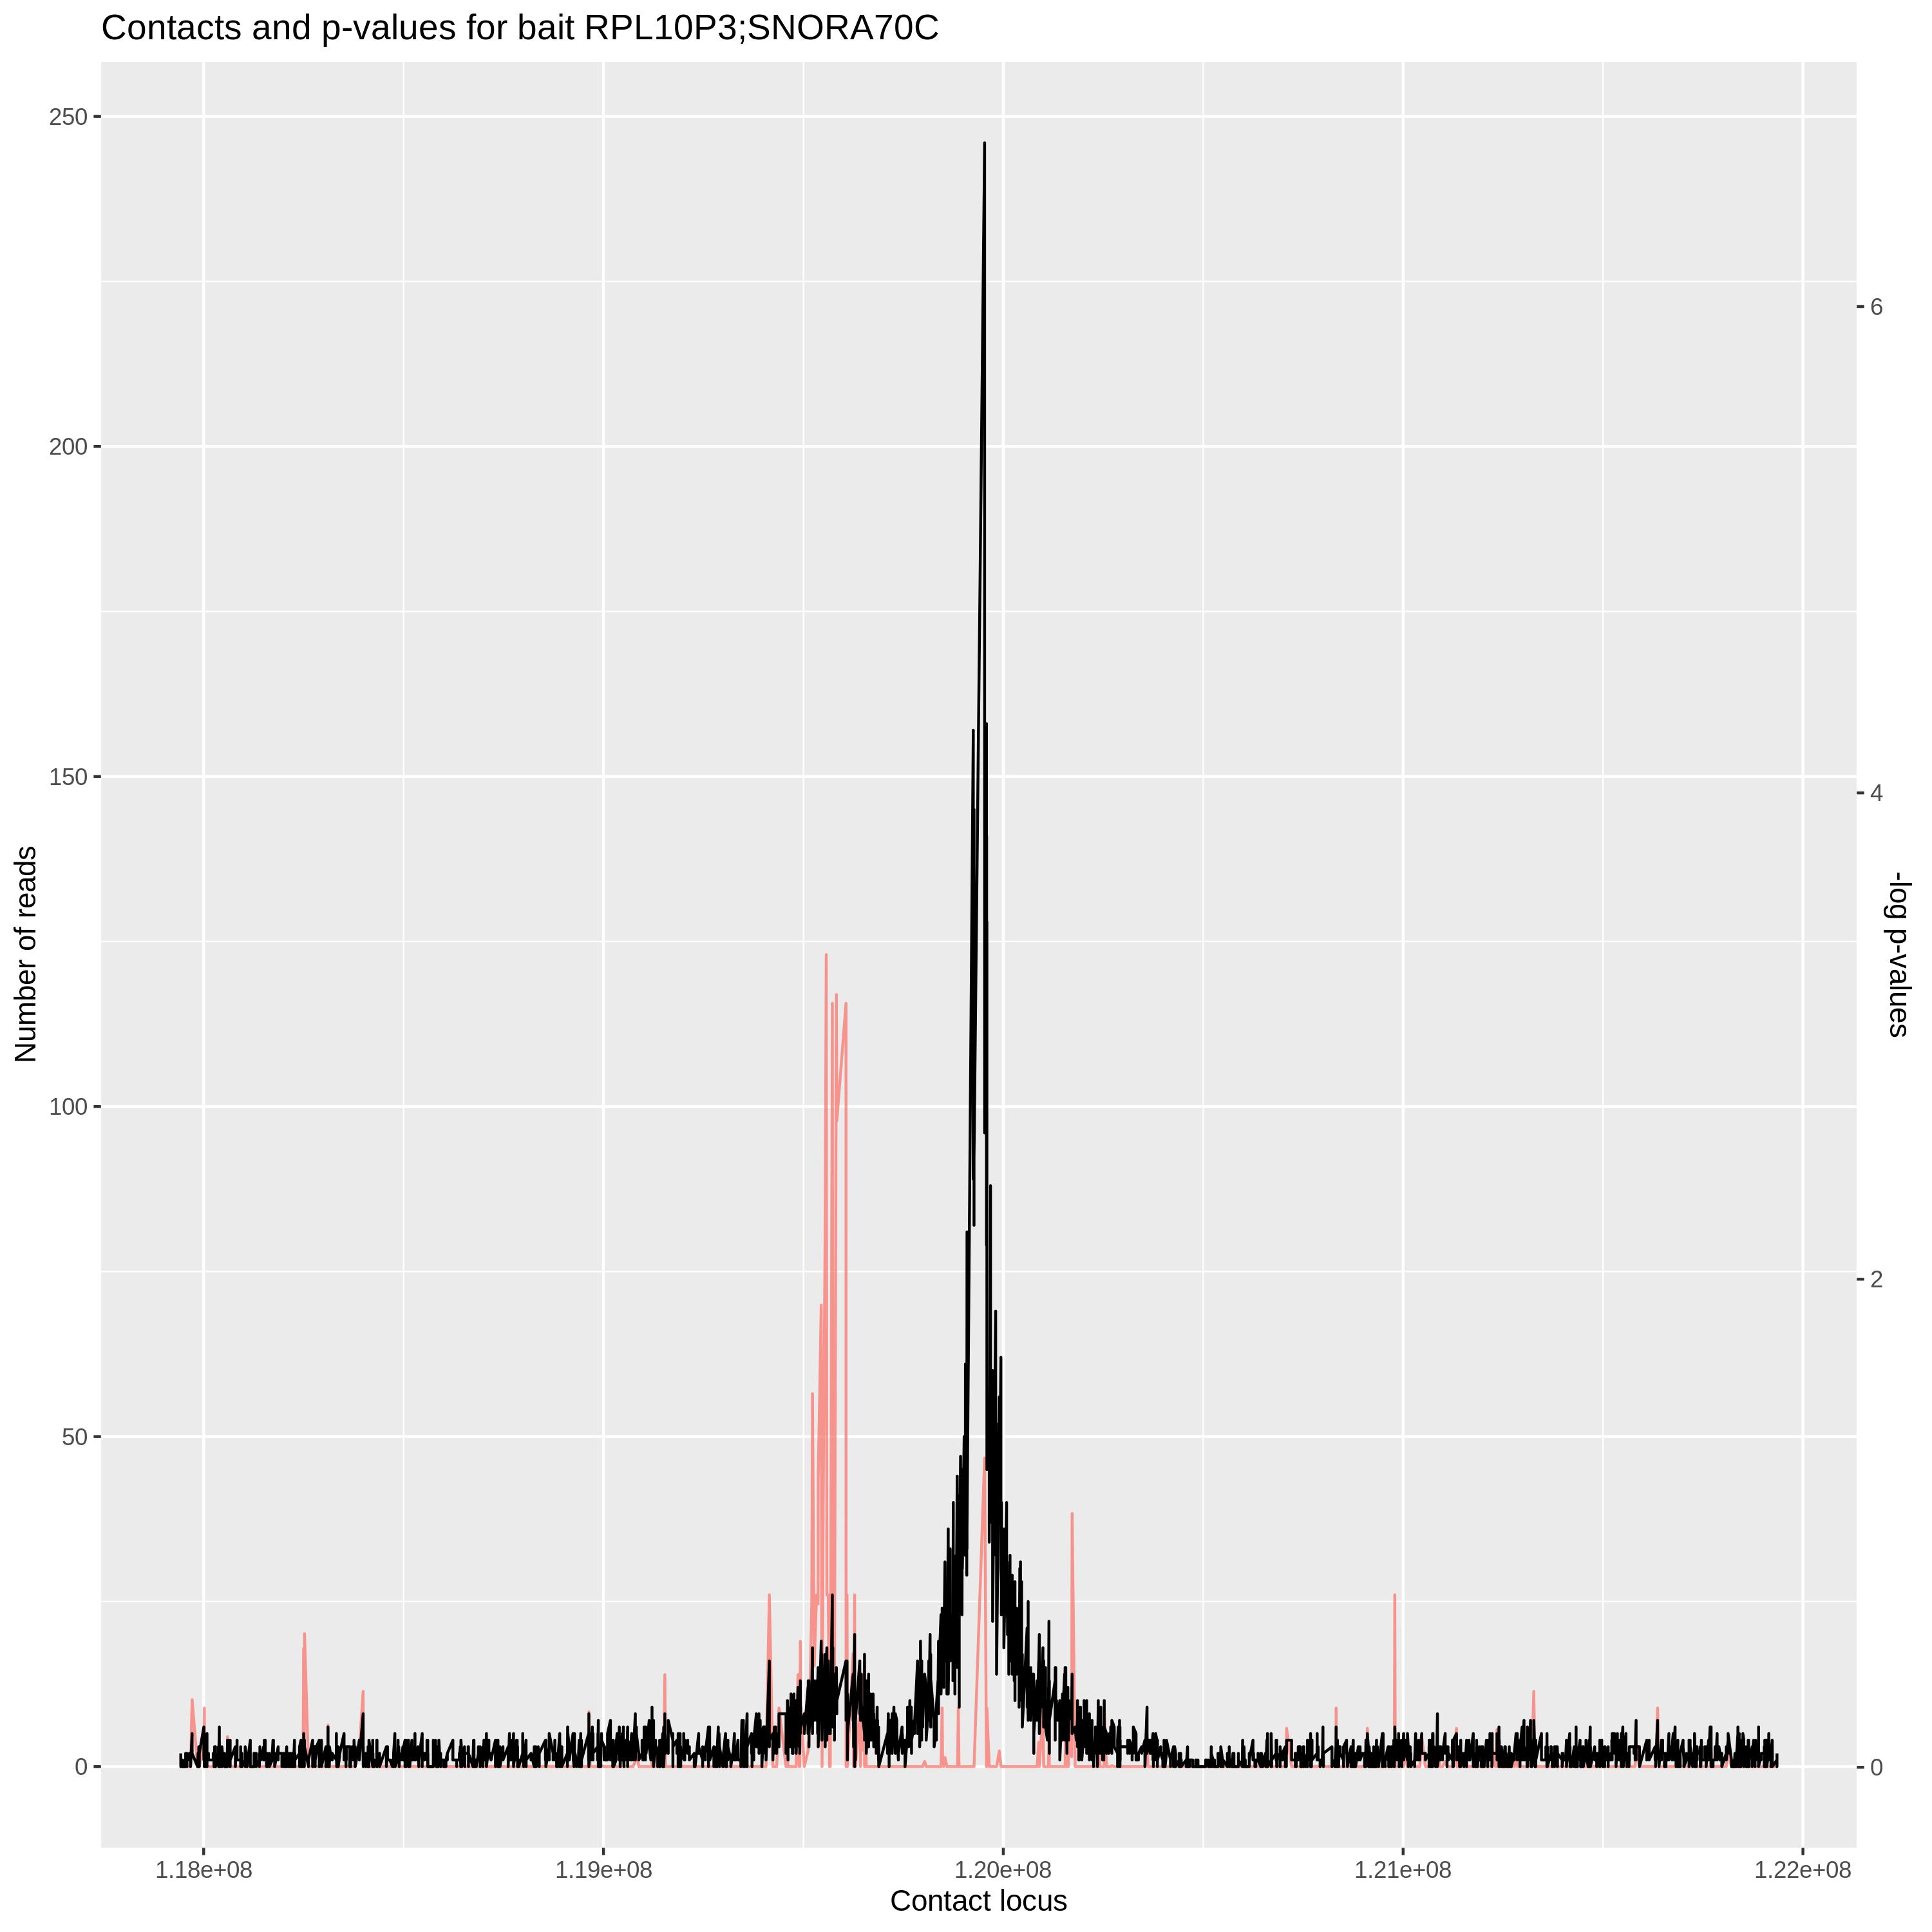 Contacts and p-values for bait RPL10P3;SNORA70C
250
200
150
100
50
0
Number of reads
6
4
2
0
-log p-values
1.18e+08 1.19e+08 1.20e+08 1.21e+08 1.22e+08
Contact locus